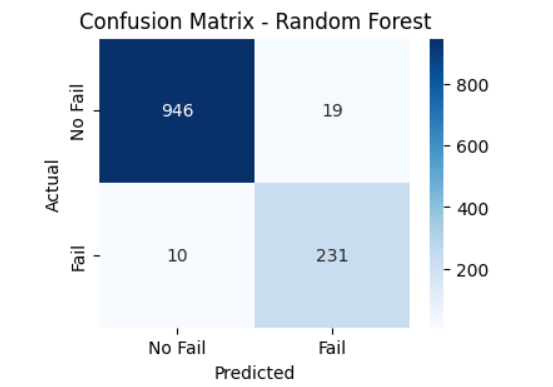 Confusion Matrix - Random Forest
No Fail
946
19
Actual
Fail
10
231
No Fail
Fail
Predicted
800
600
400
200